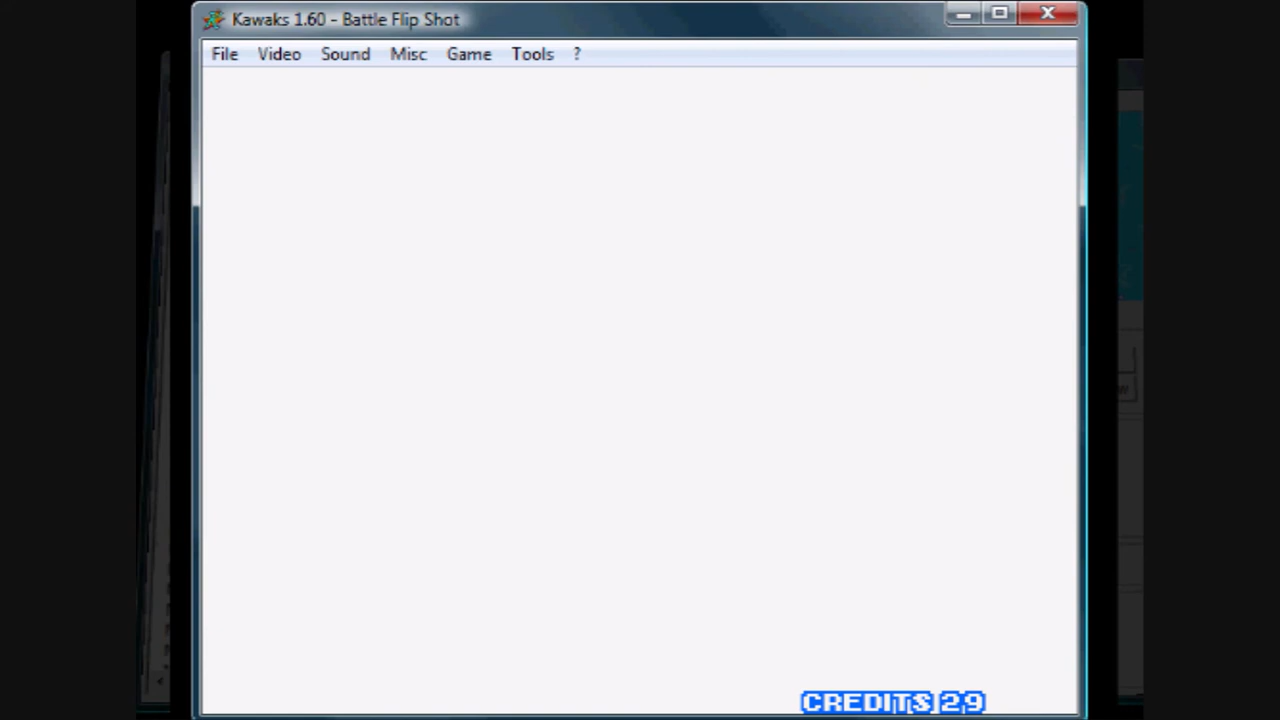 Kawaks 1.60 - Battle Flip Shot
File Video Sound Misc Game Tools ?
CREDITS 29